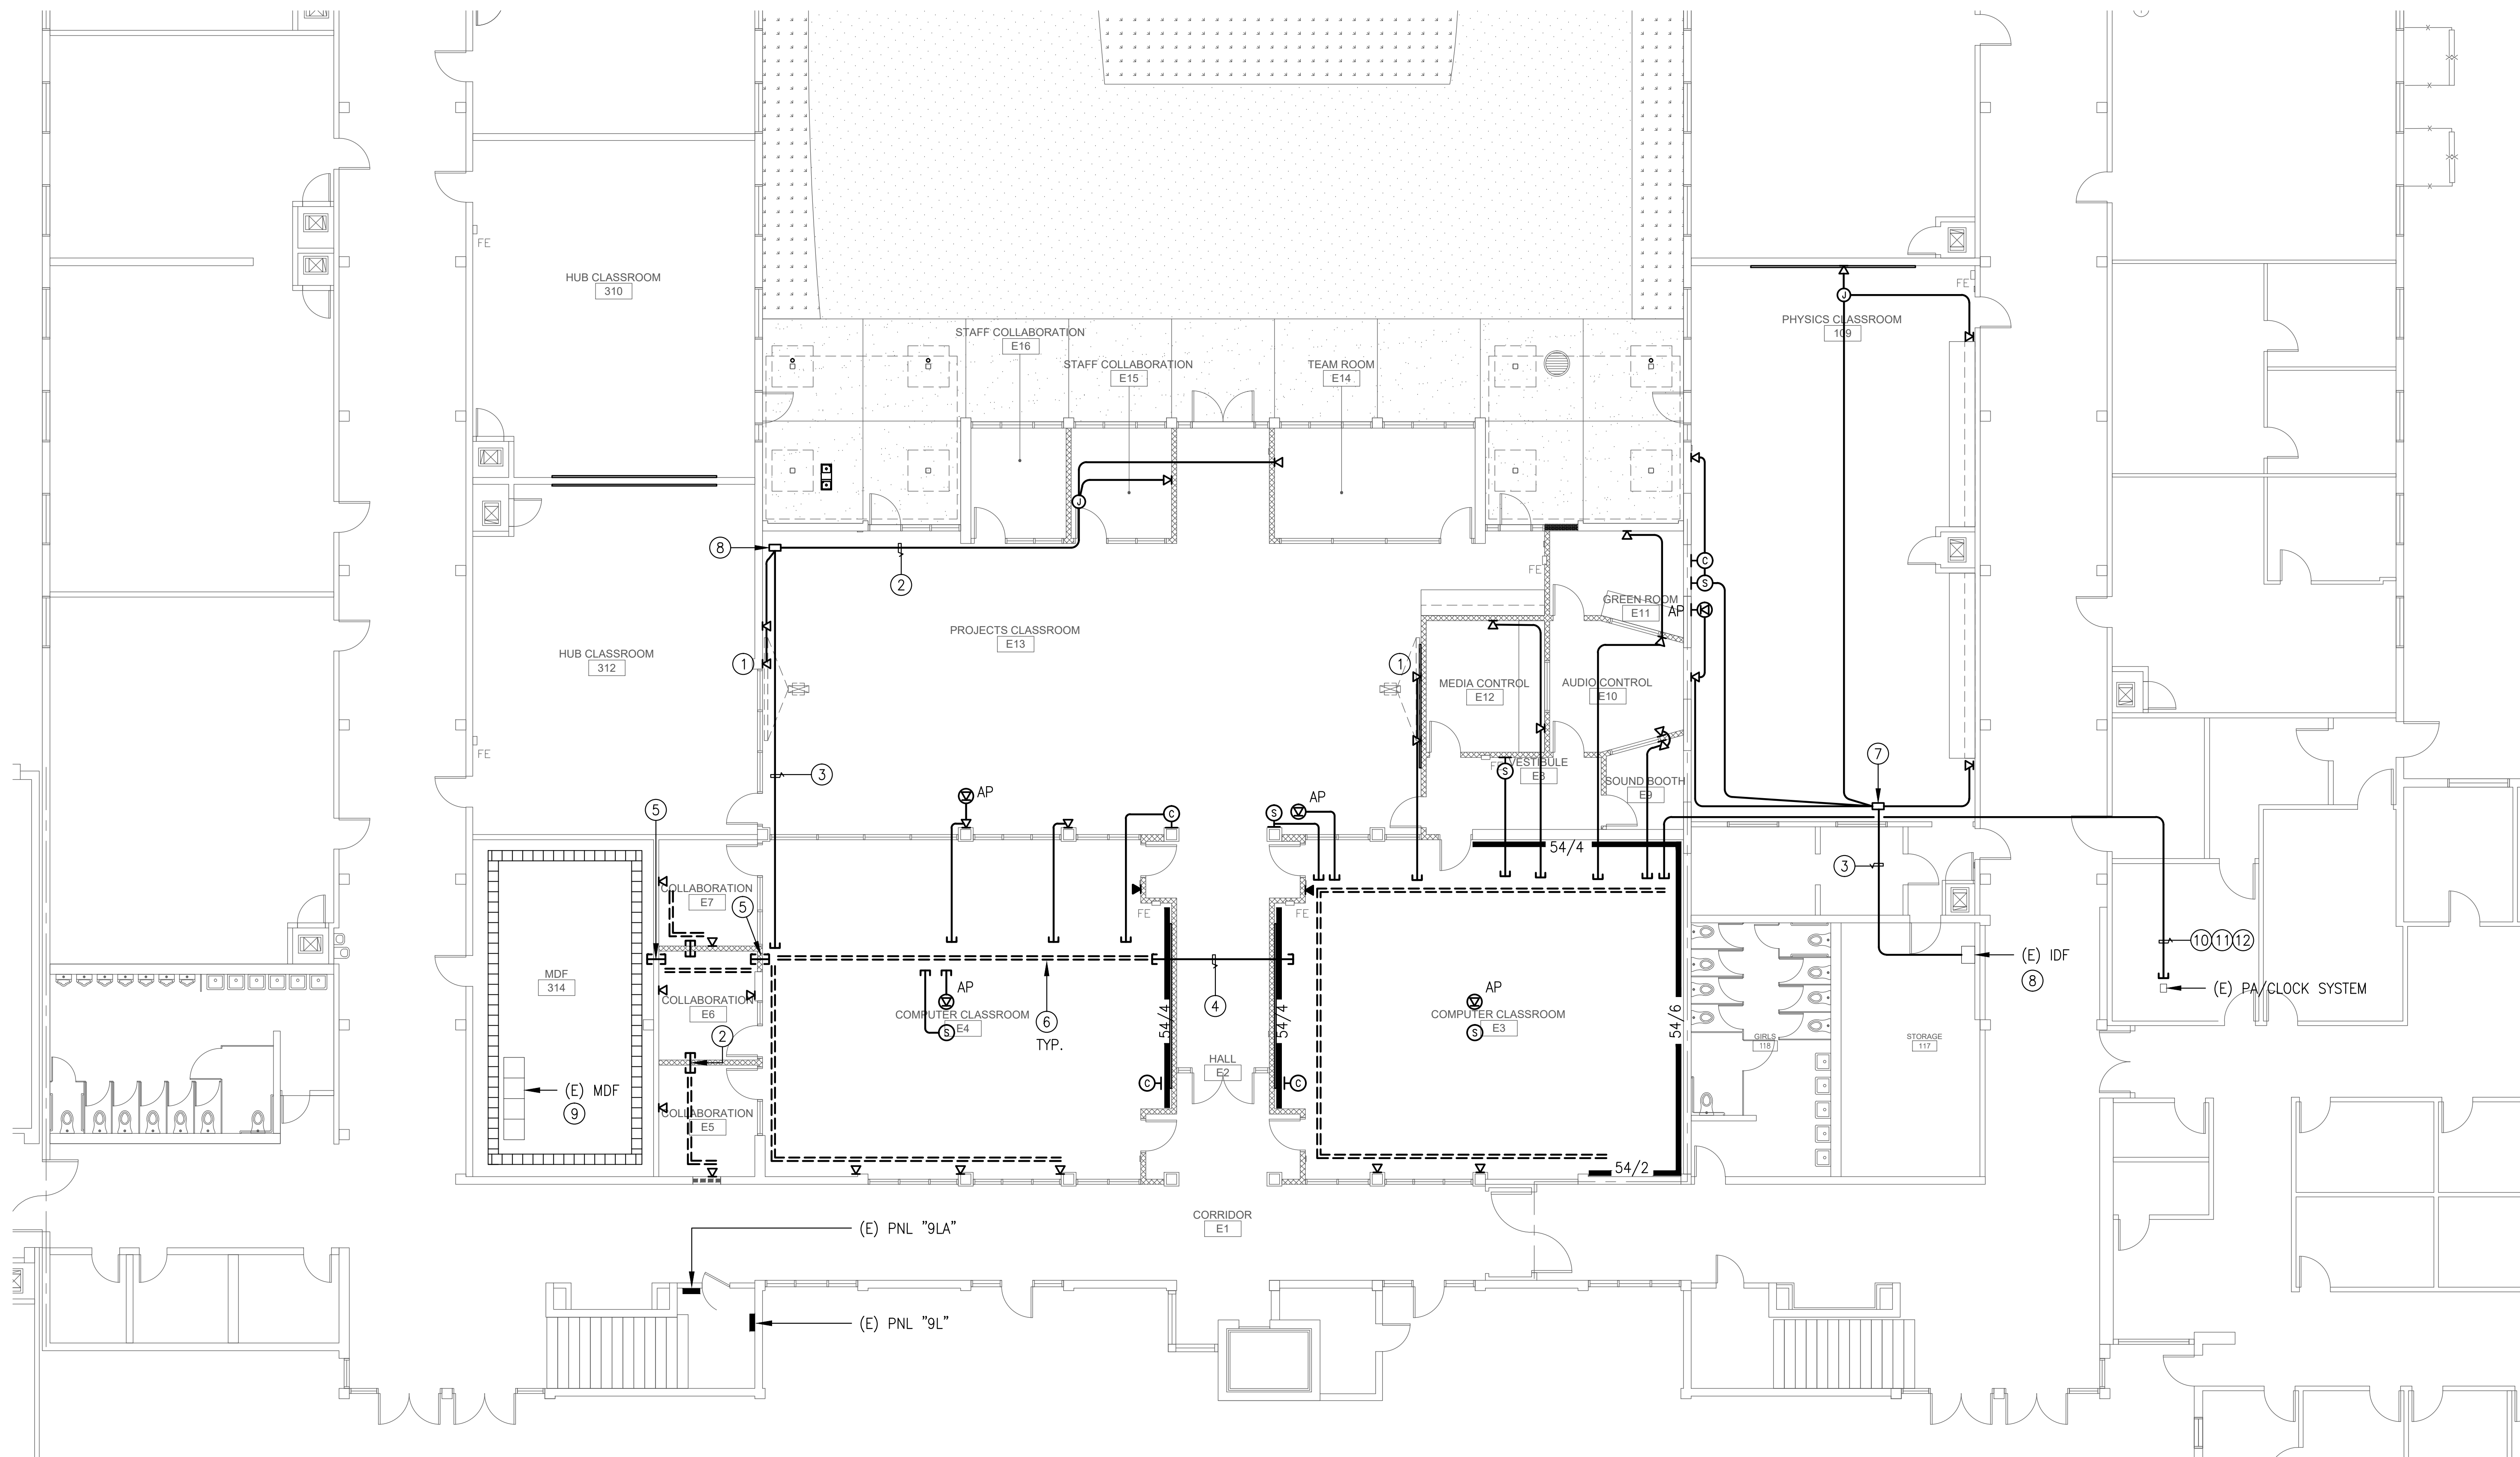 FE
HUB CLASSROOM
310
STAFF COLLABORATION
E16
STAFF COLLABORATION
E15
TEAM ROOM
E14
FE
PHYSICS CLASSROOM
109
J
J
8
2
C
S
AP
FE
GREEN ROOM
E11
PROJECTS CLASSROOM
E13
HUB CLASSROOM
312
1
1
MEDIA CONTROL
E12
AUDIO CONTROL
E10
FE
3
FE
VESTIBULE
E8
S
SOUND BOOTH
E9
7
5
AP
C
S
AP
54/4
3
COLLABORATION
E7
5
FE
FE
10
11
12
MDF
314
(E) IDF
8
(E) PA/CLOCK SYSTEM
COLLABORATION
E6
AP
COMPUTER CLASSROOM
E4
S
6
TYP.
4
54/4
54/4
AP
COMPUTER CLASSROOM
E3
S
54/6
GIRLS
118
STORAGE
117
2
HALL
E2
C
C
(E) MDF
9
COLLABORATION
E5
54/2
CORRIDOR
E1
(E) PNL "9LA"
(E) PNL "9L"